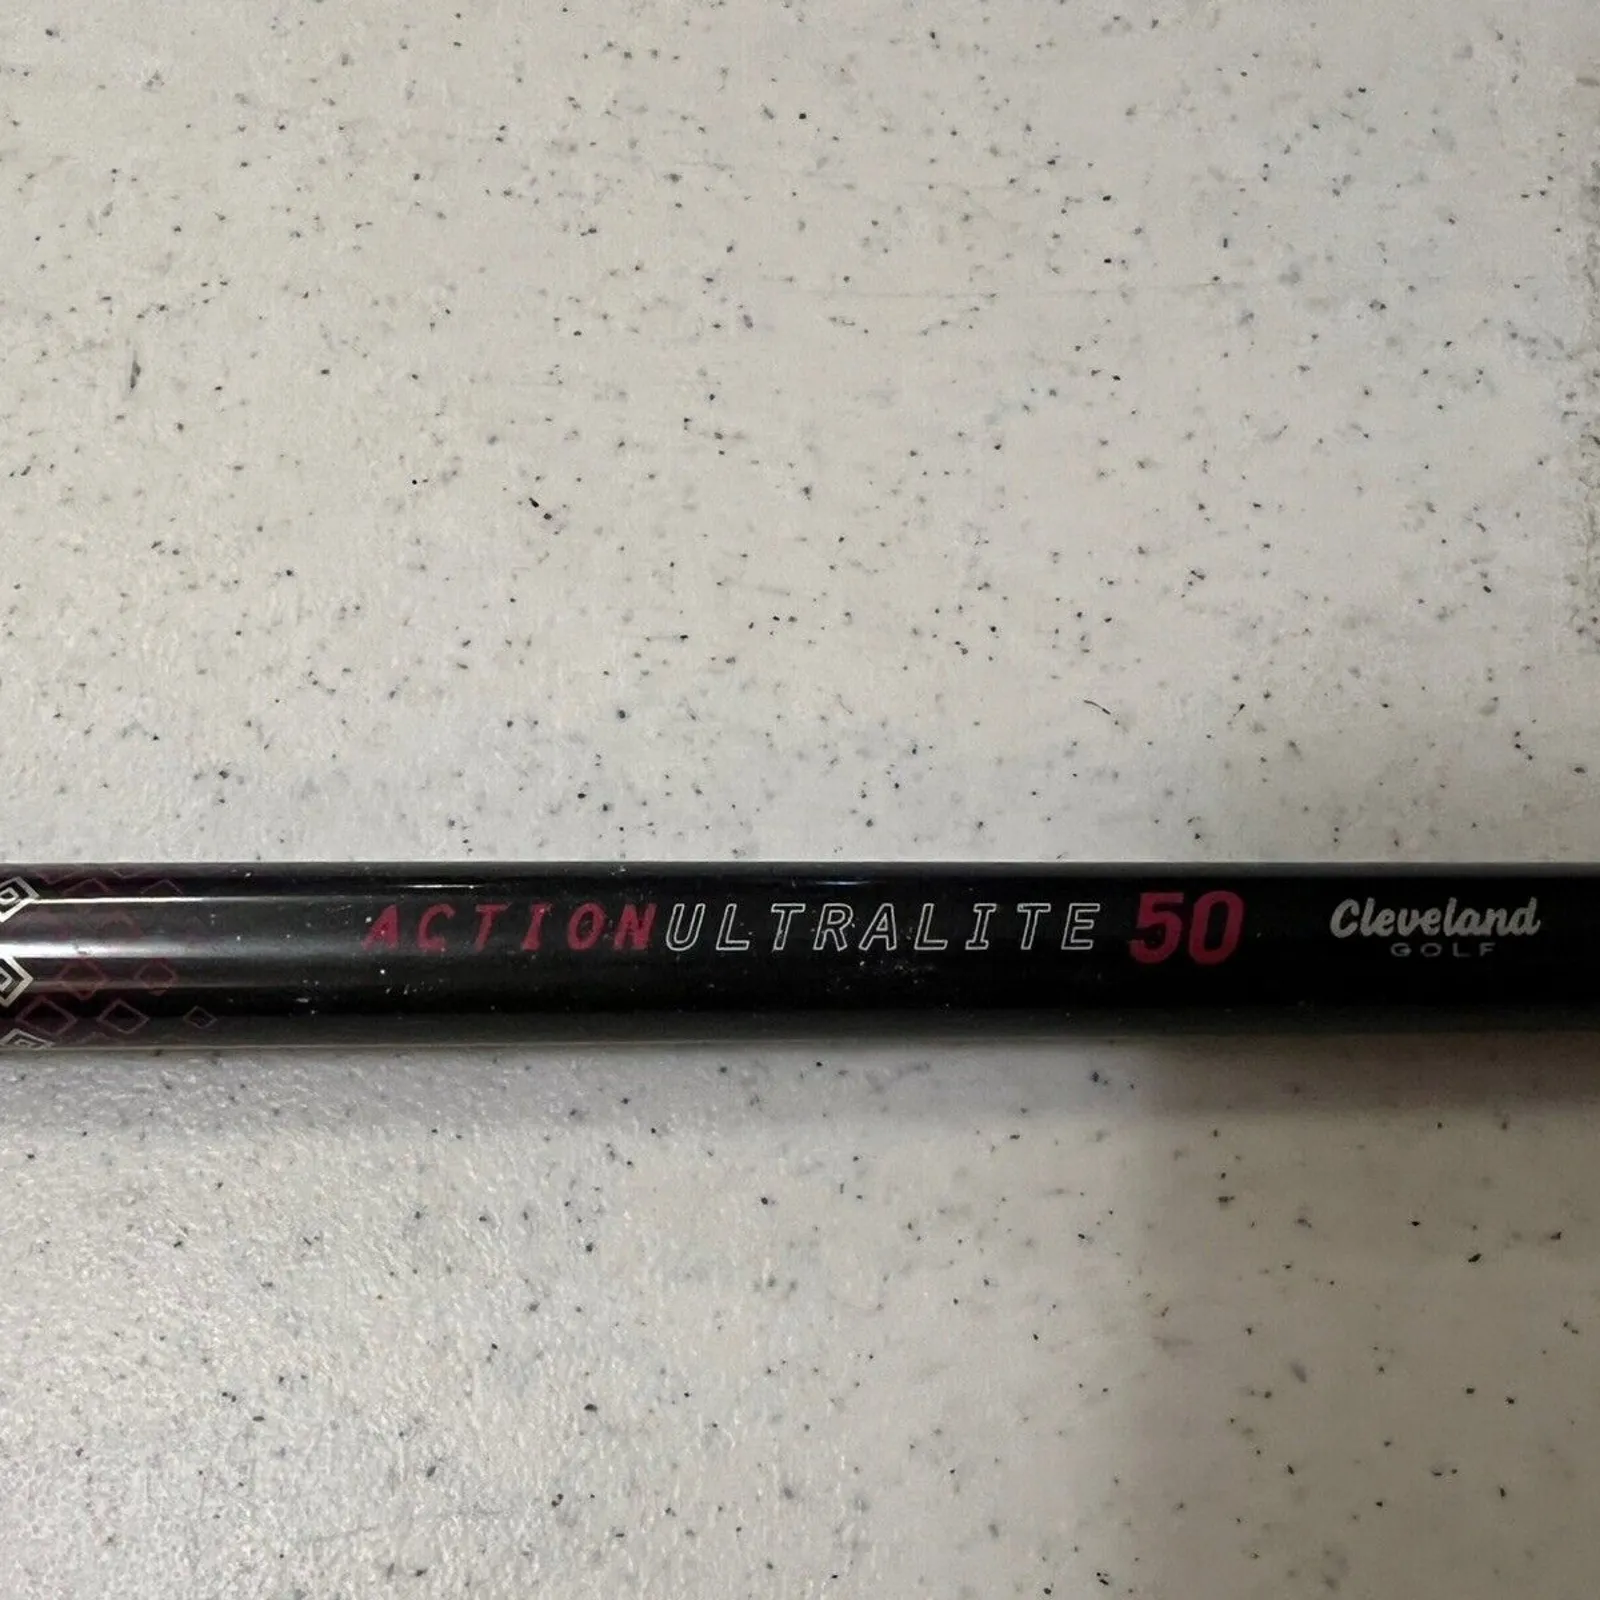 ACTIONULTRALITE 50 Cleveland
GOLF